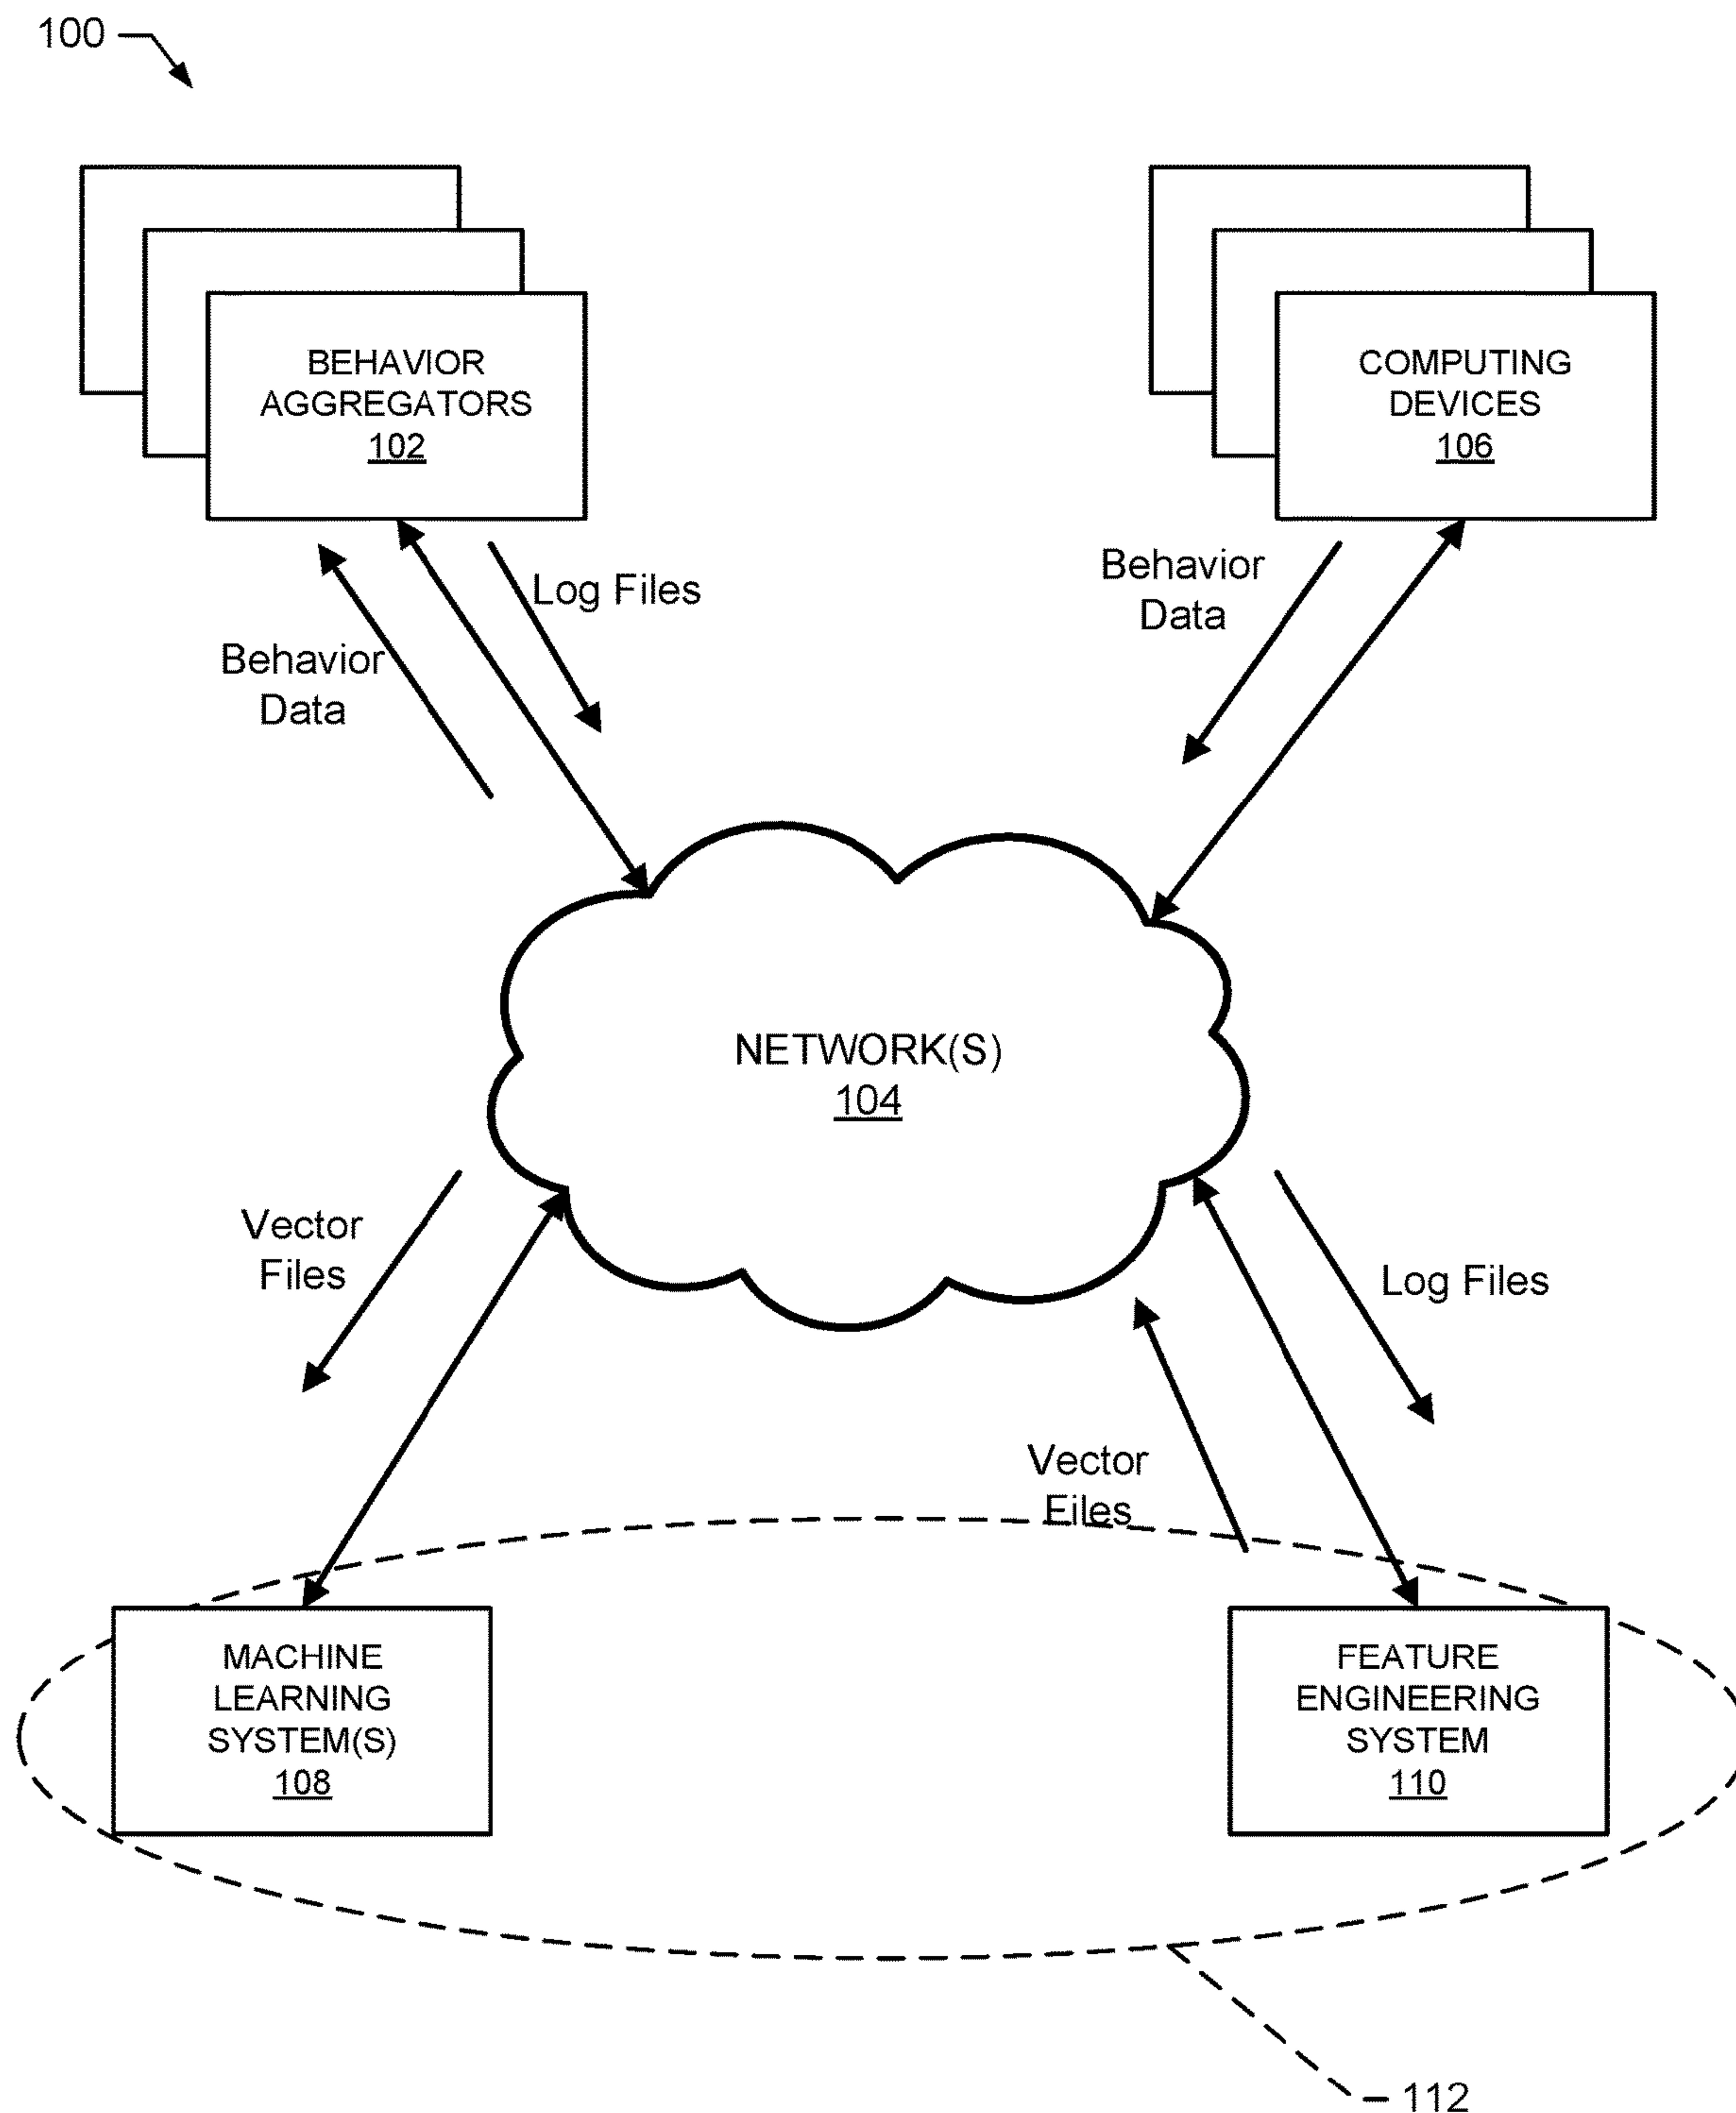 100
BEHAVIOR
AGGREGATORS
102
COMPUTING
DEVICES
106
Log Files
Behavior
Data
Behavior
Data
NETWORK(S)
104
Vector
Files
Log Files
Vector
Files
MACHINE
LEARNING
SYSTEM(S)
108
FEATURE
ENGINEERING
SYSTEM
110
112